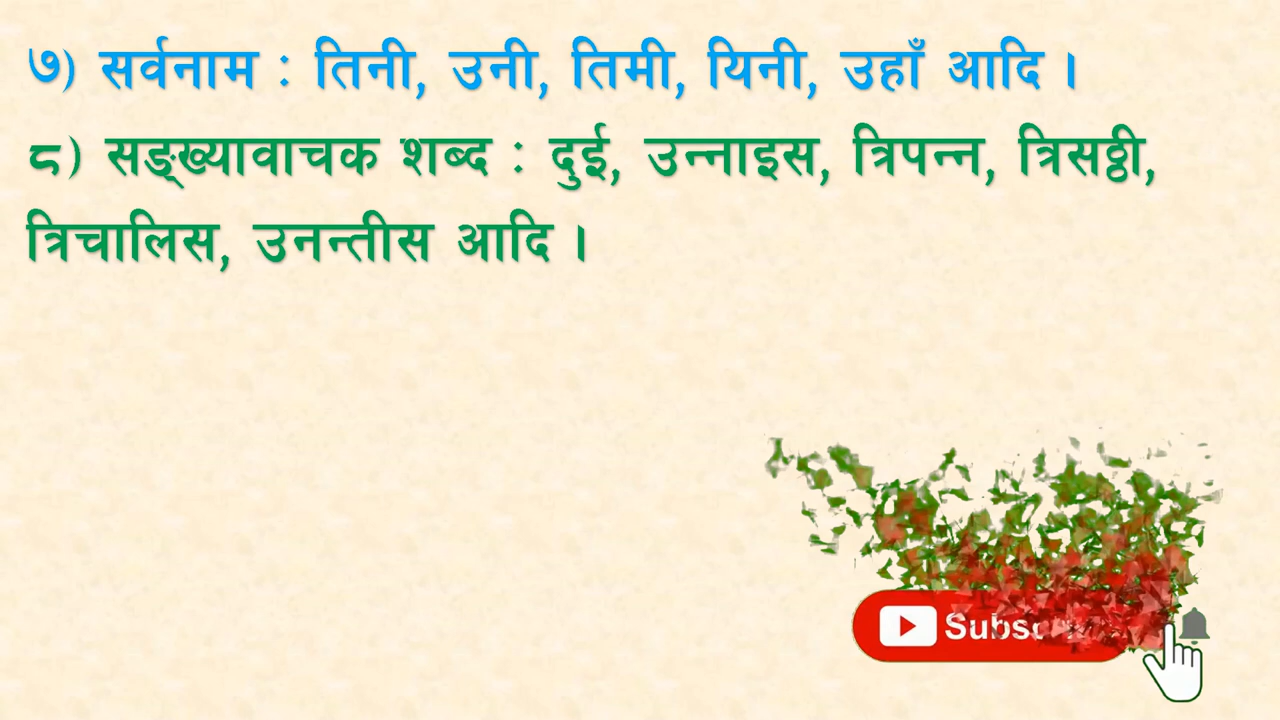 ७) सर्वनाम : तिनी, उनी, तिमी, यिनी, उहाँ आदि ।
८) सङ्ख्यावाचक शब्द : दुई, उन्नाइस, त्रिपन्न, त्रिसठ्ठी,
त्रिचालिस, उनन्तीस आदि ।